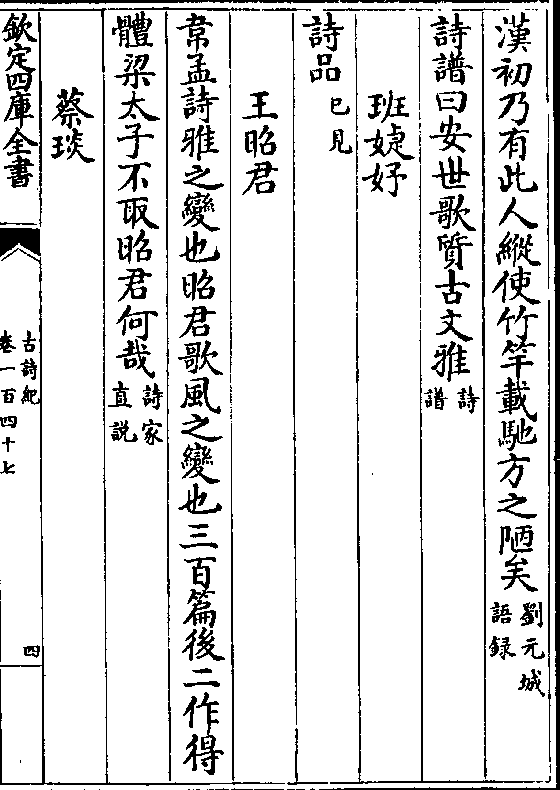 漢初乃有此人縱使竹竿載馳方之陋矣劉元城語錄
詩譜曰安世歌質古文雅詩譜
班婕妤
詩品已見
王昭君
韋孟詩雅之變也昭君歌風之變也三百篇後二作得
體梁太子不取昭君何哉詩家直說
蔡琰
欽定四庫全書
古詩紀
卷一百四十七
四